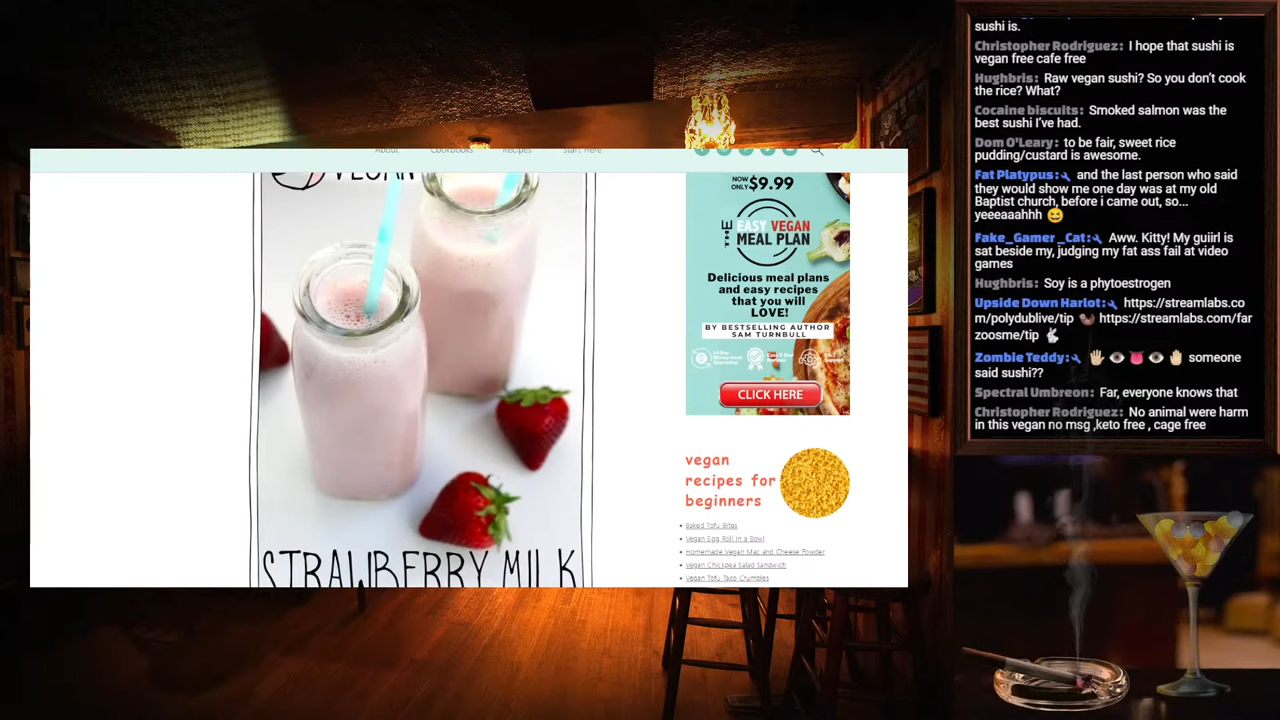 About Cookbooks Recipes Start Here
VEGAN
STRAWBERRY MILK
NOW
ONLY $9.99
THE EASY VEGAN
MEAL PLAN
Delicious meal plans
and easy recipes
that you will
LOVE!
BY BESTSELLING AUTHOR
SAM TURNBULL
CLICK HERE
vegan
recipes for
beginners
Baked Tofu Bites
Vegan Egg Roll in a Bowl
Homemade Vegan Mac and Cheese Powder
Vegan Chickpea Salad Sandwich
Vegan Tofu Taco Crumbles
sushi is.
Christopher Rodriguez: I hope that sushi is
vegan free cafe free
Hughbris: Raw vegan sushi? So you don't cook
the rice? What?
Cocaine biscuits: Smoked salmon was the
best sushi I've had.
Dom O'Leary: to be fair, sweet rice
pudding/custard is awesome.
Fat Platypus: and the last person who said
they would show me one day was at my old
Baptist church, before i came out, so...
yeeeaaahhh 😆
Fake_Gamer _Cat: Aww. Kitty! My guiirl is
sat beside my, judging my fat ass fail at video
games
Hughbris: Soy is a phytoestrogen
Upside Down Harlot: https://streamlabs.co
m/polydublive/tip https://streamlabs.com/far
zoosme/tip 🐇
Zombie Teddy: 🖐🏻 👁 👅 👁 🤚🏻 someone
said sushi??
Spectral Umbreon: Far, everyone knows that
Christopher Rodriguez: No animal were harm
in this vegan no msg ,keto free , cage free